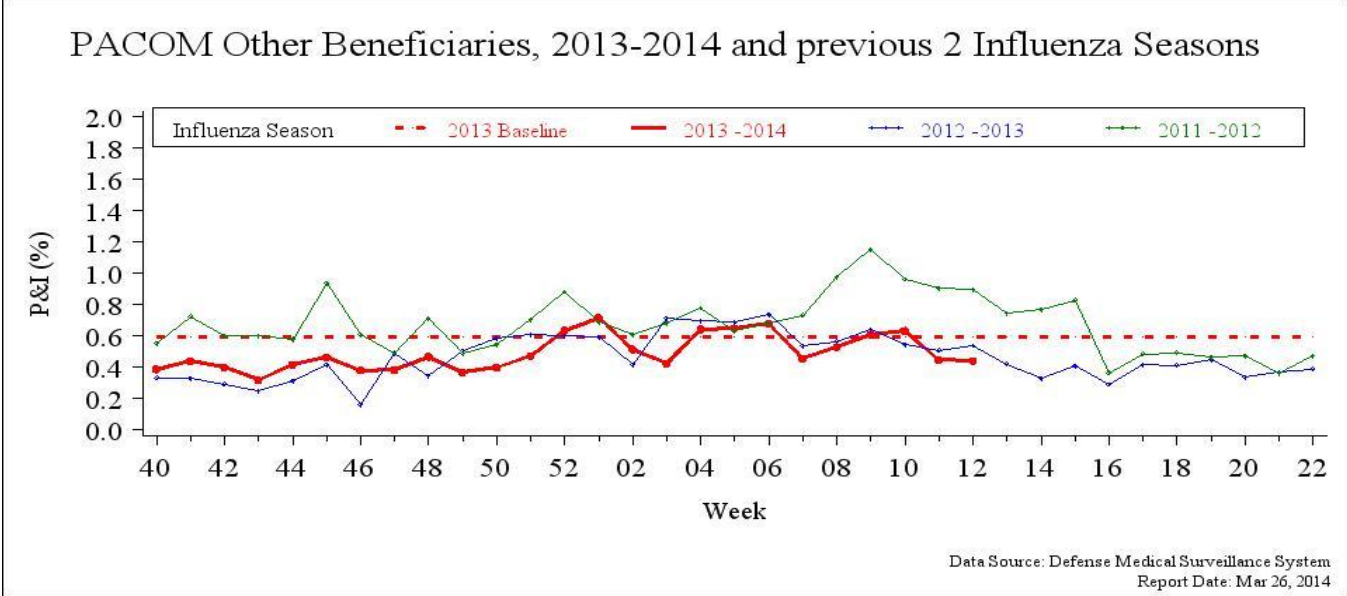 PACOM Other Beneficiaries, 2013-2014 and previous 2 Influenza Seasons
Influenza Season 2013 Baseline 2013 -2014 2012 -2013 2011 -2012
2.0
1.8
1.6
1.4
1.2
1.0
0.8
0.6
0.4
0.2
0.0
P&I (%)
40 42 44 46 48 50 52 02 04 06 08 10 12 14 16 18 20 22
Week
Data Source: Defense Medical Surveillance System
Report Date: Mar 26, 2014